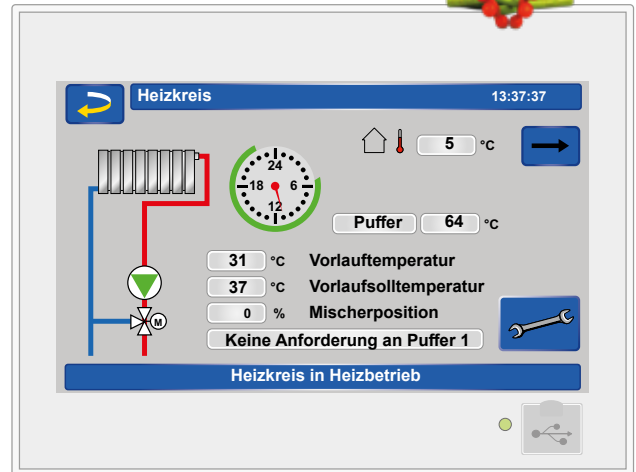 Heizkreis 13:37:37
5 °C
24
18 6
12
Puffer 64 °C
31 °C Vorlauftemperatur
37 °C Vorlaufsolltemperatur
0 % Mischerposition
M
Keine Anforderung an Puffer 1
Heizkreis in Heizbetrieb